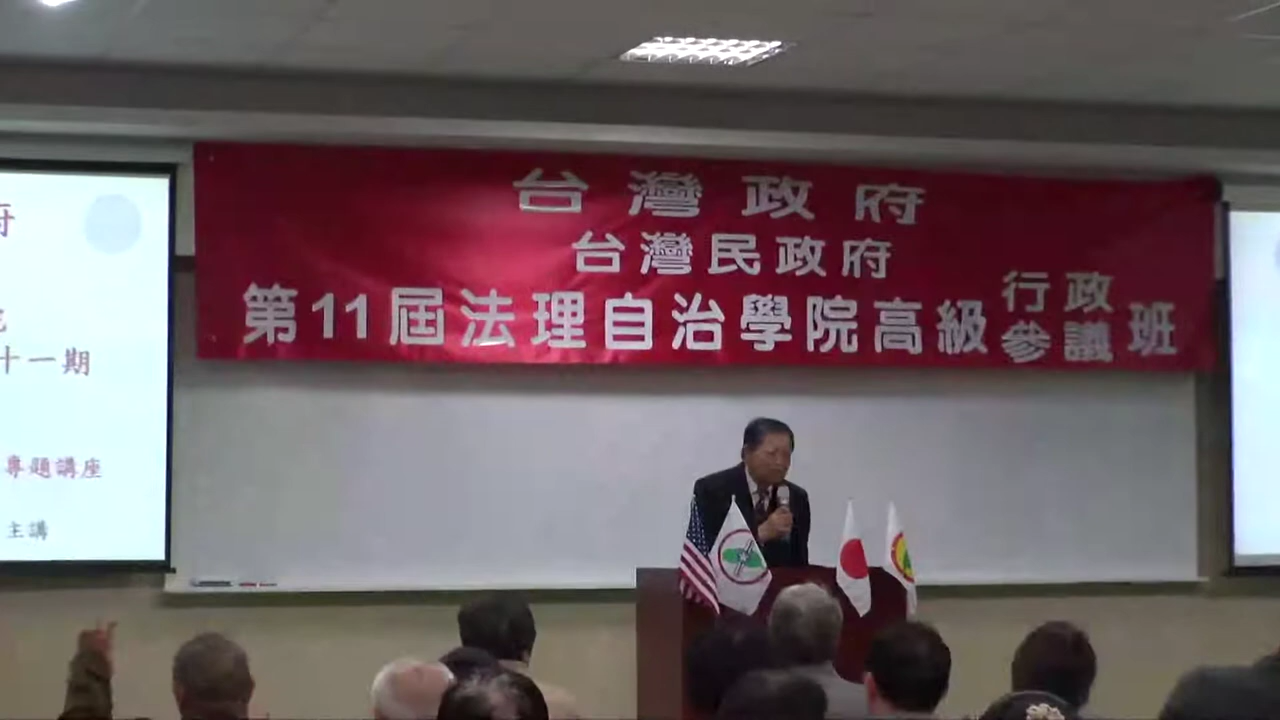 台灣政府
台灣民政府
第11屆法理自治學院高級行政參議班
府
十一期
專題講座
主講